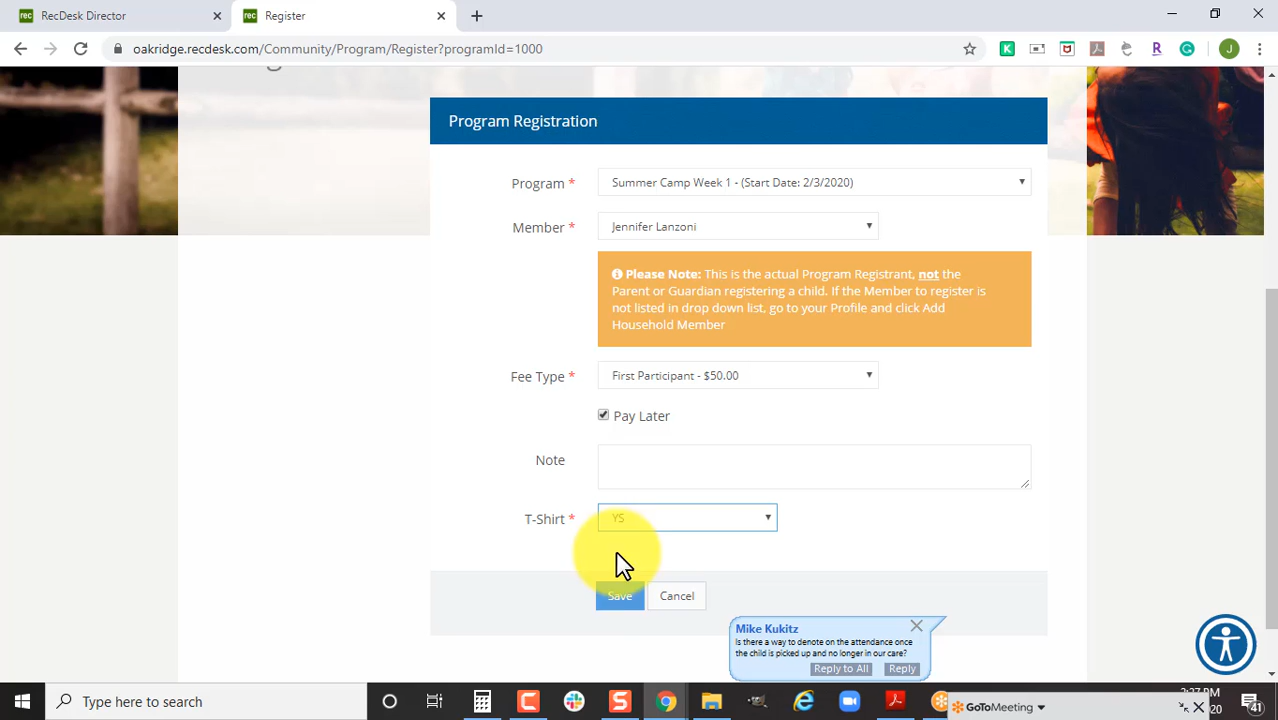 RecDesk Director
Register
oakridge.recdesk.com/Community/Program/Register?programId=1000
Program Registration
Program *
Summer Camp Week 1 - (Start Date: 2/3/2020)
Member *
Jennifer Lanzoni
Please Note: This is the actual Program Registrant, not the
Parent or Guardian registering a child. If the Member to register is
not listed in drop down list, go to your Profile and click Add
Household Member
Fee Type *
First Participant - $50.00
Pay Later
Note
T-Shirt *
YS
Save
Cancel
Mike Kukitz
Is there a way to denote on the attendance once
the child is picked up and no longer in our care?
Reply to All
Reply
Type here to search
GoToMeeting
41